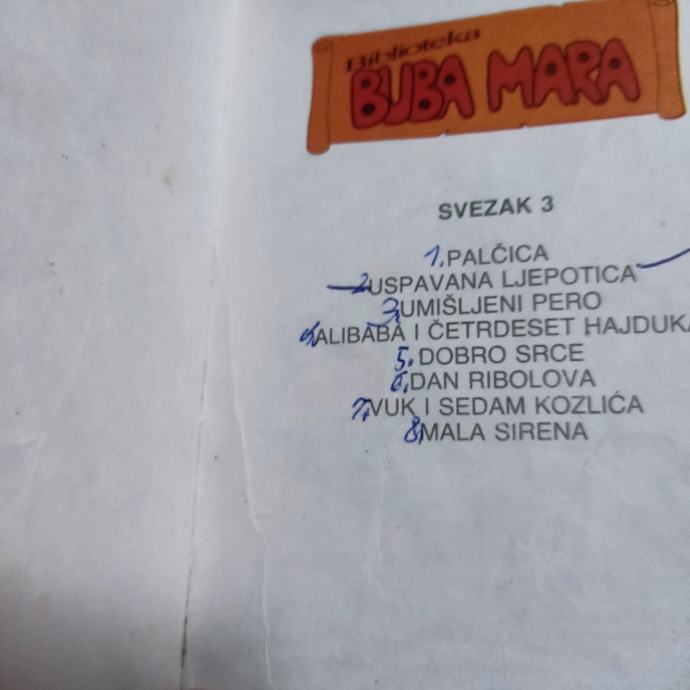 Biblioteka
BUBA MARA
SVEZAK 3
1. PALČICA
2 USPAVANA LJEPOTICA
3. UMIŠLJENI PERO
4. ALIBABA I ČETRDESET HAJDUKA
5. DOBRO SRCE
6. DAN RIBOLOVA
7. VUK I SEDAM KOZLIĆA
8. MALA SIRENA